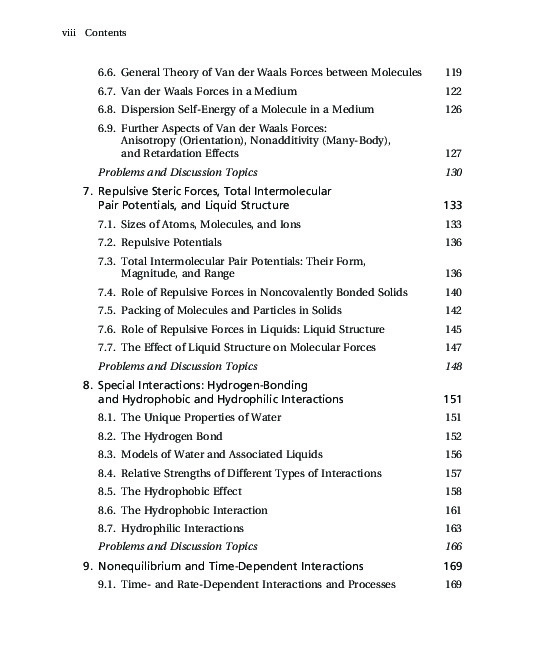 viii Contents
6.6. General Theory of Van der Waals Forces between Molecules 119
6.7. Van der Waals Forces in a Medium 122
6.8. Dispersion Self-Energy of a Molecule in a Medium 126
6.9. Further Aspects of Van der Waals Forces:
Anisotropy (Orientation), Nonadditivity (Many-Body),
and Retardation Effects 127
Problems and Discussion Topics 130
7. Repulsive Steric Forces, Total Intermolecular
Pair Potentials, and Liquid Structure 133
7.1. Sizes of Atoms, Molecules, and Ions 133
7.2. Repulsive Potentials 136
7.3. Total Intermolecular Pair Potentials: Their Form,
Magnitude, and Range 136
7.4. Role of Repulsive Forces in Noncovalently Bonded Solids 140
7.5. Packing of Molecules and Particles in Solids 142
7.6. Role of Repulsive Forces in Liquids: Liquid Structure 145
7.7. The Effect of Liquid Structure on Molecular Forces 147
Problems and Discussion Topics 148
8. Special Interactions: Hydrogen-Bonding
and Hydrophobic and Hydrophilic Interactions 151
8.1. The Unique Properties of Water 151
8.2. The Hydrogen Bond 152
8.3. Models of Water and Associated Liquids 156
8.4. Relative Strengths of Different Types of Interactions 157
8.5. The Hydrophobic Effect 158
8.6. The Hydrophobic Interaction 161
8.7. Hydrophilic Interactions 163
Problems and Discussion Topics 166
9. Nonequilibrium and Time-Dependent Interactions 169
9.1. Time- and Rate-Dependent Interactions and Processes 169